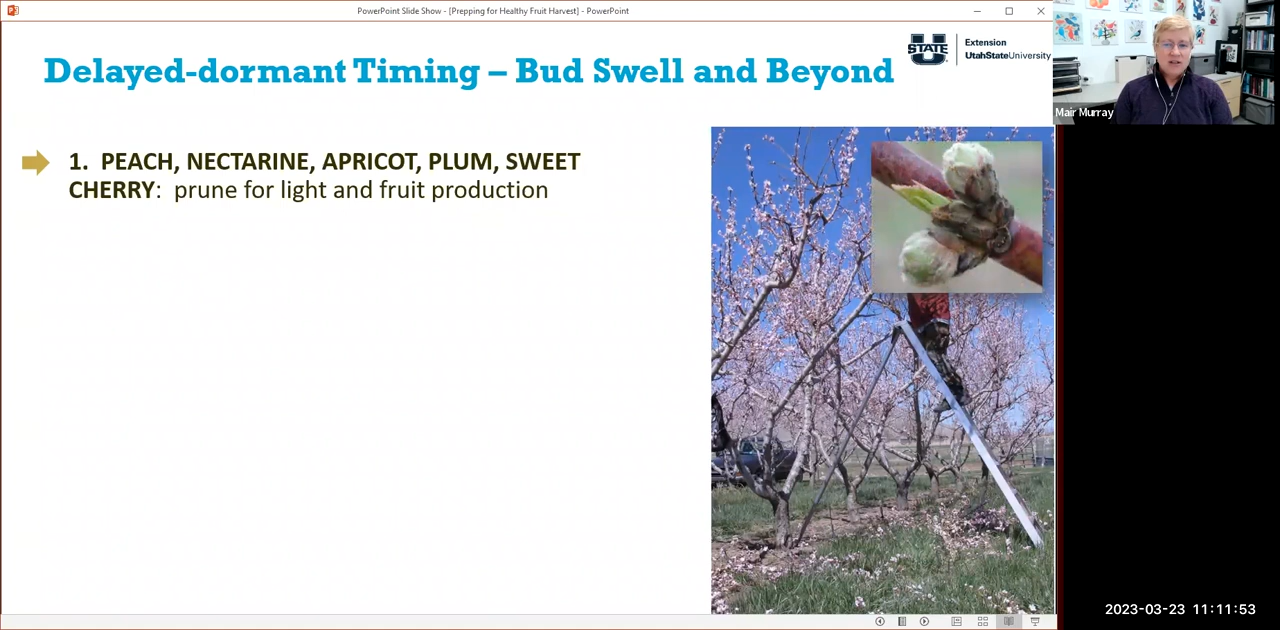 PowerPoint Slide Show - [Prepping for Healthy Fruit Harvest] - PowerPoint
Delayed-dormant Timing – Bud Swell and Beyond
U STATE Extension
UtahStateUniversity
Mair Murray
1. PEACH, NECTARINE, APRICOT, PLUM, SWEET
CHERRY: prune for light and fruit production
2023-03-23 11:11:53